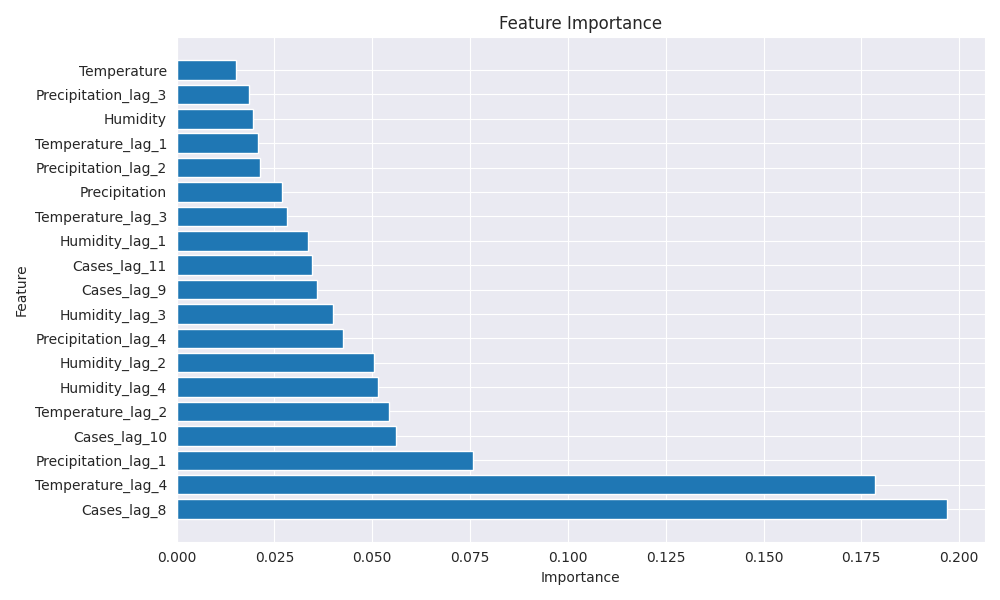 Feature Importance
Feature
Temperature
Precipitation_lag_3
Humidity
Temperature_lag_1
Precipitation_lag_2
Precipitation
Temperature_lag_3
Humidity_lag_1
Cases_lag_11
Cases_lag_9
Humidity_lag_3
Precipitation_lag_4
Humidity_lag_2
Humidity_lag_4
Temperature_lag_2
Cases_lag_10
Precipitation_lag_1
Temperature_lag_4
Cases_lag_8
0.000 0.025 0.050 0.075 0.100 0.125 0.150 0.175 0.200
Importance